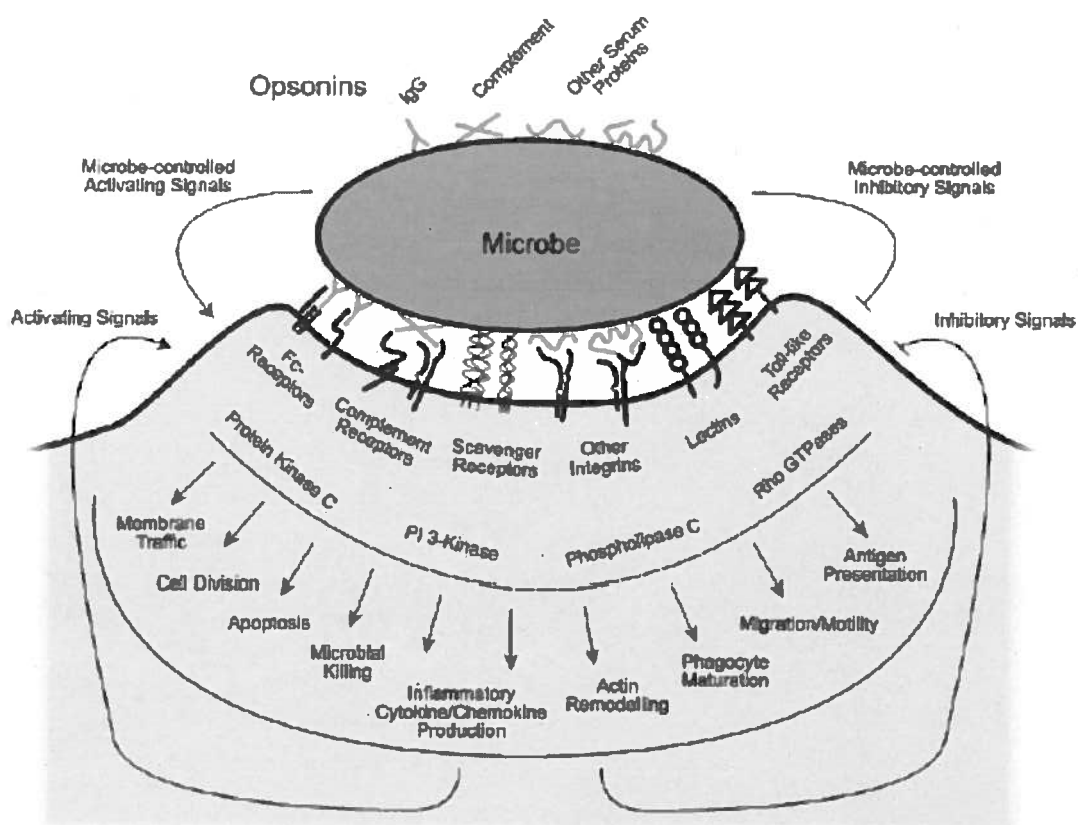 Opsonins
IgG
Complement
Other Serum
Proteins
Microbe-controlled
Activating Signals
Microbe-controlled
Inhibitory Signals
Microbe
Activating Signals
Inhibitory Signals
Fc-
Receptors
Complement
Receptors
Scavenger
Receptors
Other
Integrins
Lectins
Toll-like
Receptors
Protein Kinase C
PI 3-Kinase
Phospholipase C
Rho GTPases
Membrane
Traffic
Cell Division
Apoptosis
Microbial
Killing
Inflammatory
Cytokine/Chemokine
Production
Actin
Remodelling
Phagocyte
Maturation
Migration/Motility
Antigen
Presentation